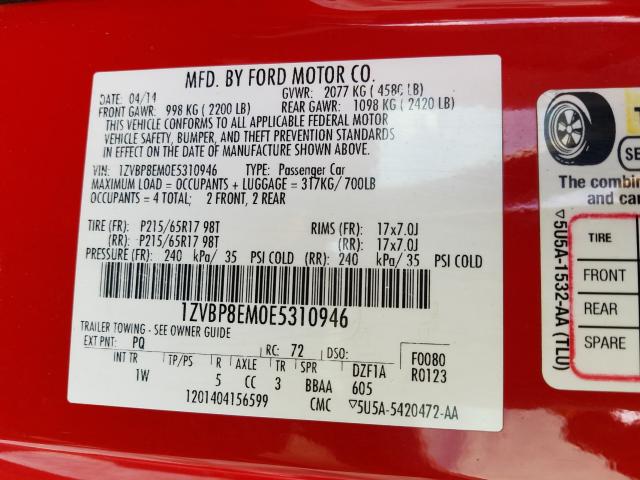 MFD. BY FORD MOTOR CO.
DATE: 04/14 GVWR: 2077 KG ( 4580 LB)
FRONT GAWR: 998 KG ( 2200 LB) REAR GAWR: 1098 KG ( 2420 LB)
THIS VEHICLE CONFORMS TO ALL APPLICABLE FEDERAL MOTOR
VEHICLE SAFETY, BUMPER, AND THEFT PREVENTION STANDARDS
IN EFFECT ON THE DATE OF MANUFACTURE SHOWN ABOVE.
VIN: 1ZVBP8EM0E5310946 TYPE: Passenger Car
MAXIMUM LOAD = OCCUPANTS + LUGGAGE = 317KG/ 700LB
OCCUPANTS = 4 TOTAL; 2 FRONT, 2 REAR
TIRE (FR): P215/65R17 98T RIMS (FR): 17x7.0J
(RR): P215/65R17 98T (RR): 17x7.0J
PRESSURE (FR): 240 kPa/ 35 PSI COLD (RR): 240 kPa/ 35 PSI COLD
1ZVBP8EM0E5310946
TRAILER TOWING - SEE OWNER GUIDE
EXT PNT: PQ RC: 72 DSO: F0080
INT TR TP/PS R AXLE TR SPR DZF1A R0123
1W 5 CC 3 BBAA 605
1201404156599 CMC 5U5A-5420472-AA
T
SE
The combin
and ca
TIRE
FRONT
REAR
SPARE
5U5A-1532-AA (TLU)